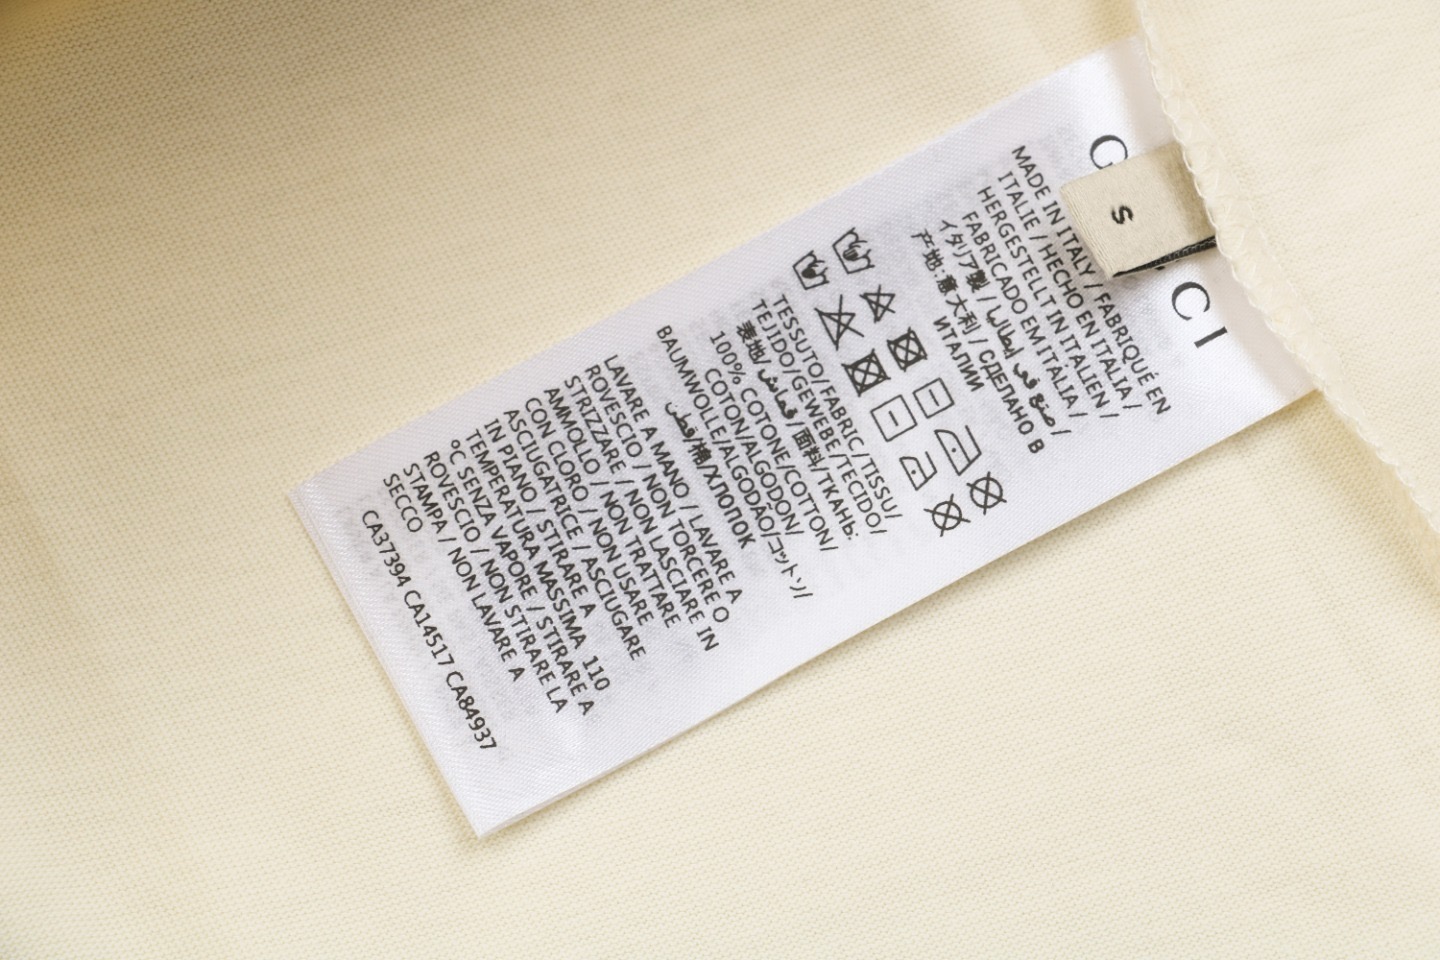 G CCI
S
MADE IN ITALY / FABRIQUÉ EN
ITALIE / HECHO EN ITALIA /
HERGESTELLT IN ITALIEN /
FABRICADO EM ITALIA /
イタリア製 / صنع في إيطاليا /
产地:意大利 / СДЕЛАНО В
ИТАЛИИ
TESSUTO/FABRIC/TISSU/
TEJIDO/GEWEBE/TECIDO/
表地/قماش/面料/ТКАНЬ:
100% COTONE/COTTON/
COTON/ALGODON/
BAUMWOLLE/ALGODÃO/コットン/
قطن/棉/ХЛОПОК
LAVARE A MANO / LAVARE A
ROVESCIO / NON TORCERE O
STRIZZARE / NON LASCIARE IN
AMMOLLO / NON TRATTARE
CON CLORO / NON USARE
ASCIUGATRICE / ASCIUGARE
IN PIANO / STIRARE A
TEMPERATURA MASSIMA 110
°C SENZA VAPORE / STIRARE A
ROVESCIO / NON STIRARE LA
STAMPA / NON LAVARE A
SECCO
CA37394 CA14517 CA84937